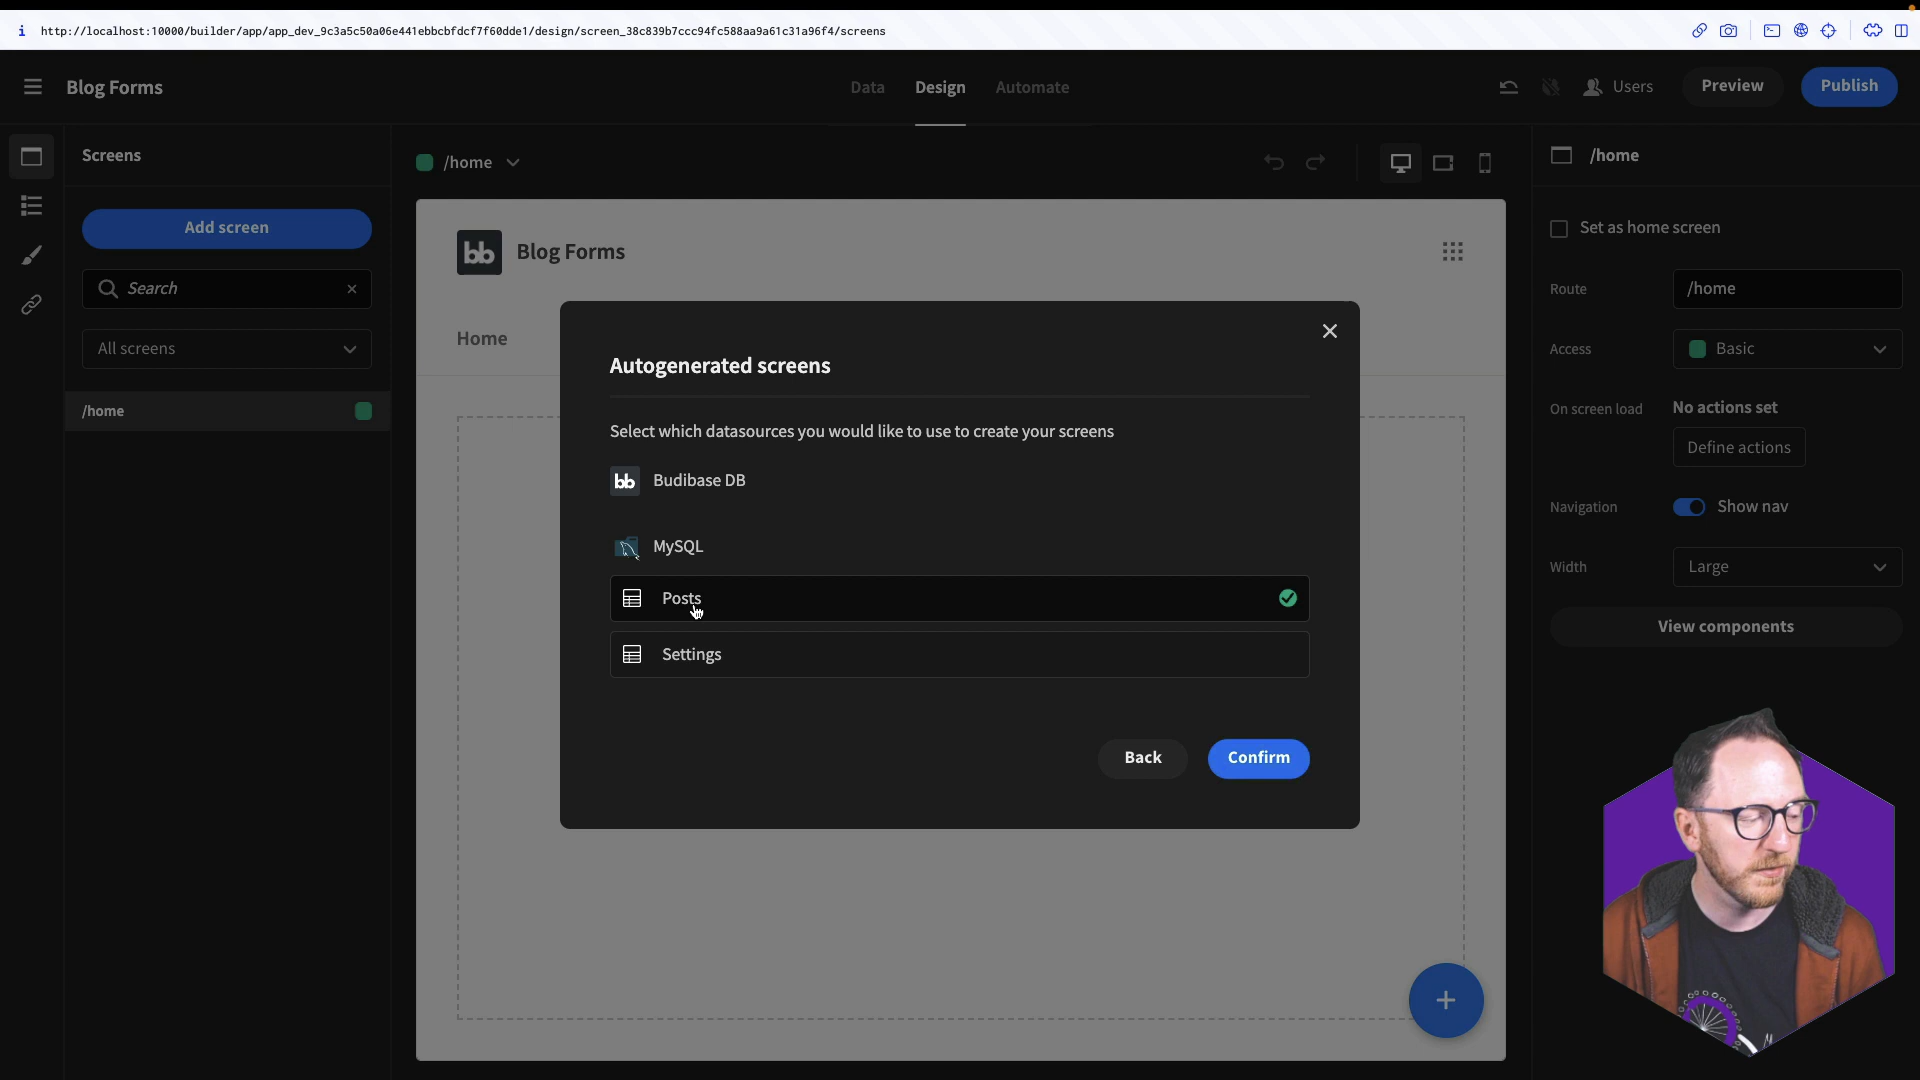 http://localhost:10000/builder/app/app_dev_9c3a5c50a06e441ebbcbfdcf7f60dde1/design/screen_38c839b7ccc94fc588aa9a61c31a96f4/screens
Blog Forms
Data
Design
Automate
Users
Preview
Publish
Screens
Add screen
Search
All screens
/home
/home
bb Blog Forms
Home
Autogenerated screens
Select which datasources you would like to use to create your screens
bb Budibase DB
MySQL
Posts
Settings
Back
Confirm
/home
Set as home screen
Route
/home
Access
Basic
On screen load
No actions set
Define actions
Navigation
Show nav
Width
Large
View components